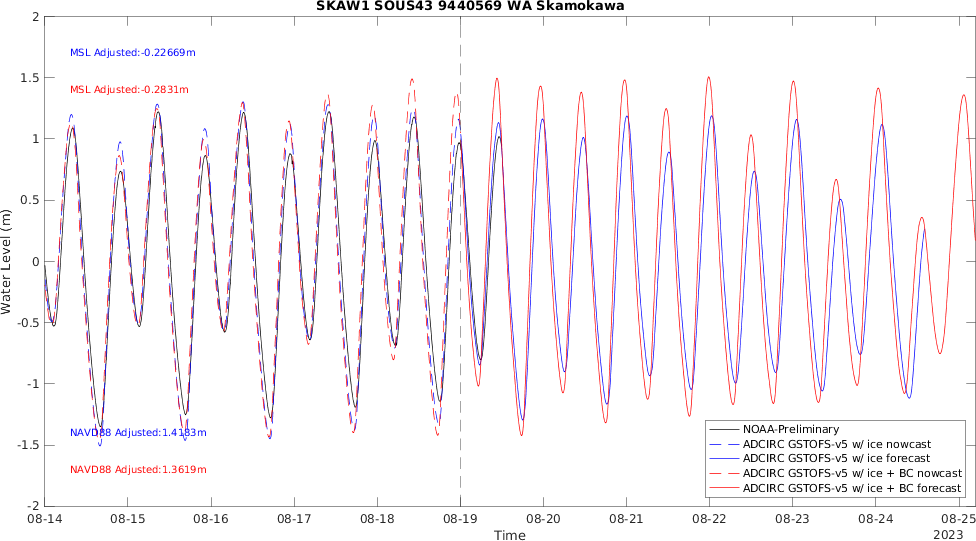 SKAW1 SOUS43 9440569 WA Skamokawa
MSL Adjusted:-0.22669m
MSL Adjusted:-0.2831m
NAVD88 Adjusted:1.4183m
NAVD88 Adjusted:1.3619m
Water Level (m)
2
1.5
1
0.5
0
-0.5
-1
-1.5
-2
NOAA-Preliminary
ADCIRC GSTOFS-v5 w/ ice nowcast
ADCIRC GSTOFS-v5 w/ ice forecast
ADCIRC GSTOFS-v5 w/ ice + BC nowcast
ADCIRC GSTOFS-v5 w/ ice + BC forecast
08-14 08-15 08-16 08-17 08-18 08-19 08-20 08-21 08-22 08-23 08-24 08-25
Time
2023